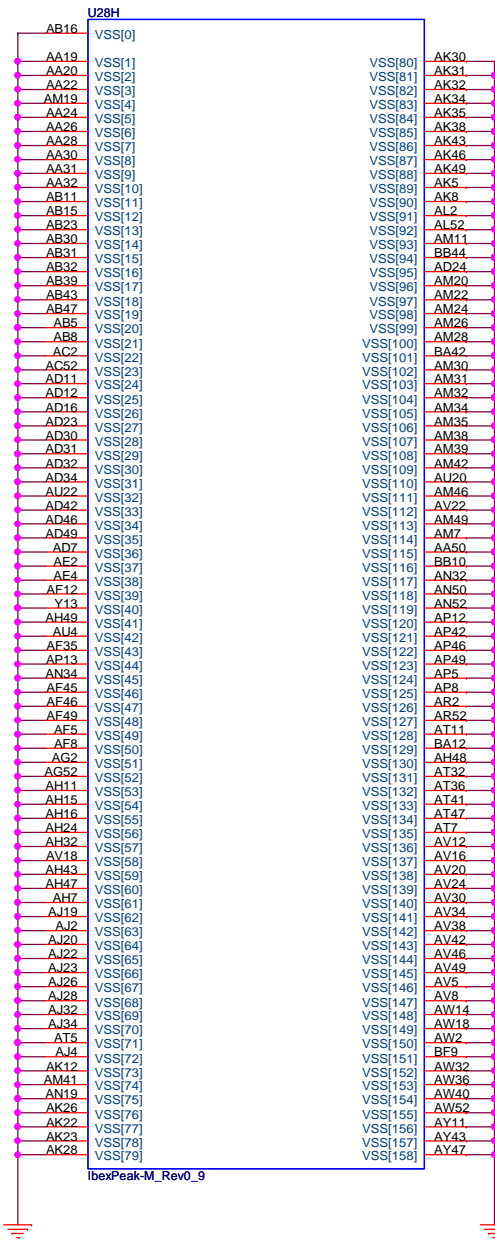 U28H
AB16 VSS[0]
AA19 VSS[1] VSS[80] AK30
AA20 VSS[2] VSS[81] AK31
AA22 VSS[3] VSS[82] AK32
AM19 VSS[4] VSS[83] AK34
AA24 VSS[5] VSS[84] AK35
AA26 VSS[6] VSS[85] AK38
AA28 VSS[7] VSS[86] AK43
AA30 VSS[8] VSS[87] AK46
AA31 VSS[9] VSS[88] AK49
AA32 VSS[10] VSS[89] AK5
AB11 VSS[11] VSS[90] AK8
AB15 VSS[12] VSS[91] AL2
AB23 VSS[13] VSS[92] AL52
AB30 VSS[14] VSS[93] AM11
AB31 VSS[15] VSS[94] BB44
AB32 VSS[16] VSS[95] AD24
AB39 VSS[17] VSS[96] AM20
AB43 VSS[18] VSS[97] AM22
AB47 VSS[19] VSS[98] AM24
AB5 VSS[20] VSS[99] AM26
AB8 VSS[21] VSS[100] AM28
AC2 VSS[22] VSS[101] BA42
AC52 VSS[23] VSS[102] AM30
AD11 VSS[24] VSS[103] AM31
AD12 VSS[25] VSS[104] AM32
AD16 VSS[26] VSS[105] AM34
AD23 VSS[27] VSS[106] AM35
AD30 VSS[28] VSS[107] AM38
AD31 VSS[29] VSS[108] AM39
AD32 VSS[30] VSS[109] AM42
AD34 VSS[31] VSS[110] AU20
AU22 VSS[32] VSS[111] AM46
AD42 VSS[33] VSS[112] AV22
AD46 VSS[34] VSS[113] AM49
AD49 VSS[35] VSS[114] AM7
AD7 VSS[36] VSS[115] AA50
AE2 VSS[37] VSS[116] BB10
AE4 VSS[38] VSS[117] AN32
AF12 VSS[39] VSS[118] AN50
Y13 VSS[40] VSS[119] AN52
AH49 VSS[41] VSS[120] AP12
AU4 VSS[42] VSS[121] AP42
AF35 VSS[43] VSS[122] AP46
AP13 VSS[44] VSS[123] AP49
AN34 VSS[45] VSS[124] AP5
AF45 VSS[46] VSS[125] AP8
AF46 VSS[47] VSS[126] AR2
AF49 VSS[48] VSS[127] AR52
AF5 VSS[49] VSS[128] AT11
AF8 VSS[50] VSS[129] BA12
AG2 VSS[51] VSS[130] AH48
AG52 VSS[52] VSS[131] AT32
AH11 VSS[53] VSS[132] AT36
AH15 VSS[54] VSS[133] AT41
AH16 VSS[55] VSS[134] AT47
AH24 VSS[56] VSS[135] AT7
AH32 VSS[57] VSS[136] AV12
AV18 VSS[58] VSS[137] AV16
AH43 VSS[59] VSS[138] AV20
AH47 VSS[60] VSS[139] AV24
AH7 VSS[61] VSS[140] AV30
AJ19 VSS[62] VSS[141] AV34
AJ2 VSS[63] VSS[142] AV38
AJ20 VSS[64] VSS[143] AV42
AJ22 VSS[65] VSS[144] AV46
AJ23 VSS[66] VSS[145] AV49
AJ26 VSS[67] VSS[146] AV5
AJ28 VSS[68] VSS[147] AV8
AJ32 VSS[69] VSS[148] AW14
AJ34 VSS[70] VSS[149] AW18
AT5 VSS[71] VSS[150] AW2
AJ4 VSS[72] VSS[151] BF9
AK12 VSS[73] VSS[152] AW32
AM41 VSS[74] VSS[153] AW36
AN19 VSS[75] VSS[154] AW40
AK26 VSS[76] VSS[155] AW52
AK22 VSS[77] VSS[156] AY11
AK23 VSS[78] VSS[157] AY43
AK28 VSS[79] VSS[158] AY47
IbexPeak-M_Rev0_9